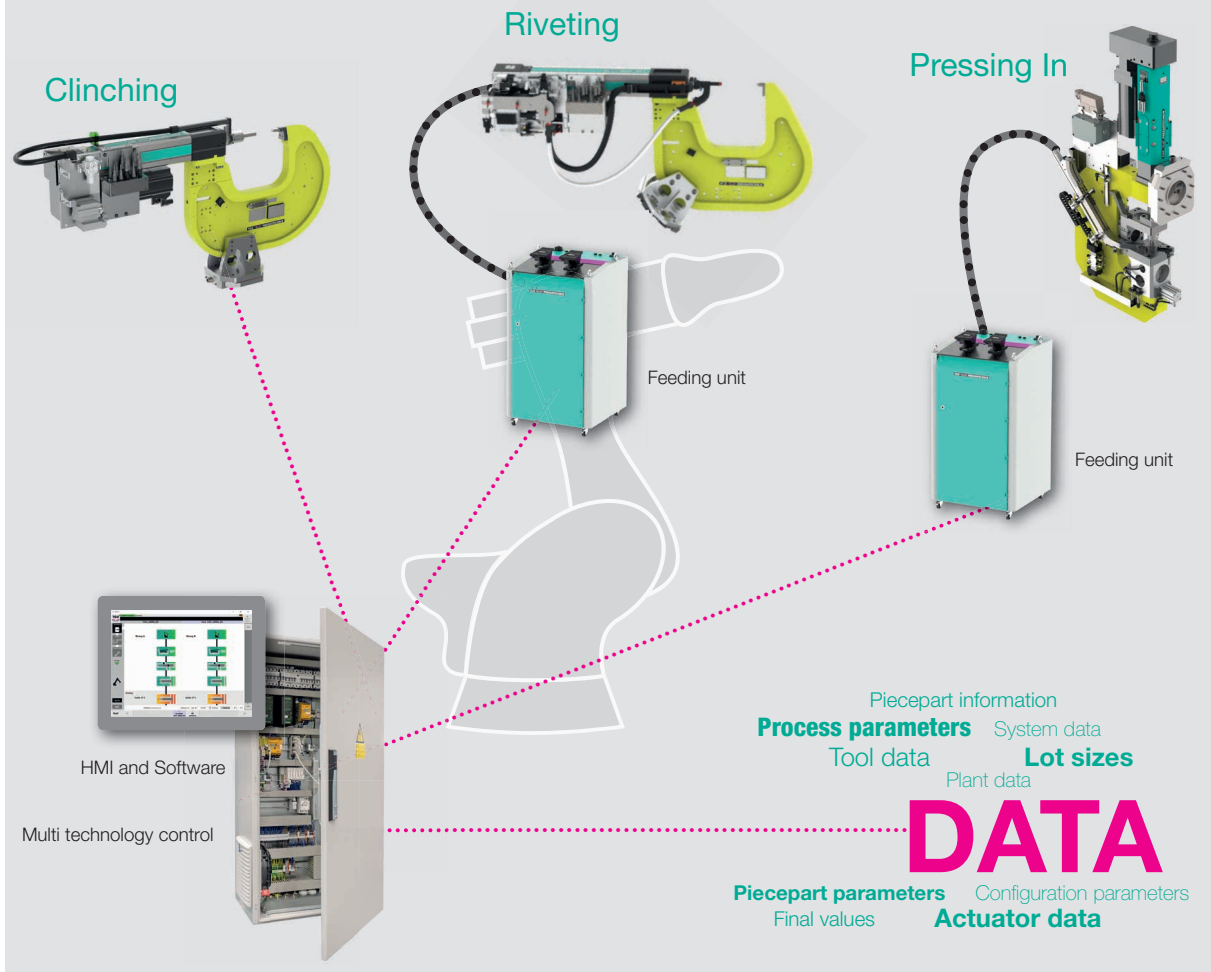 Riveting
Clinching
Pressing In
Feeding unit
Feeding unit
HMI and Software
Multi technology control
Piecepart information
Process parameters System data
Tool data Lot sizes
Plant data
DATA
Piecepart parameters Configuration parameters
Final values Actuator data